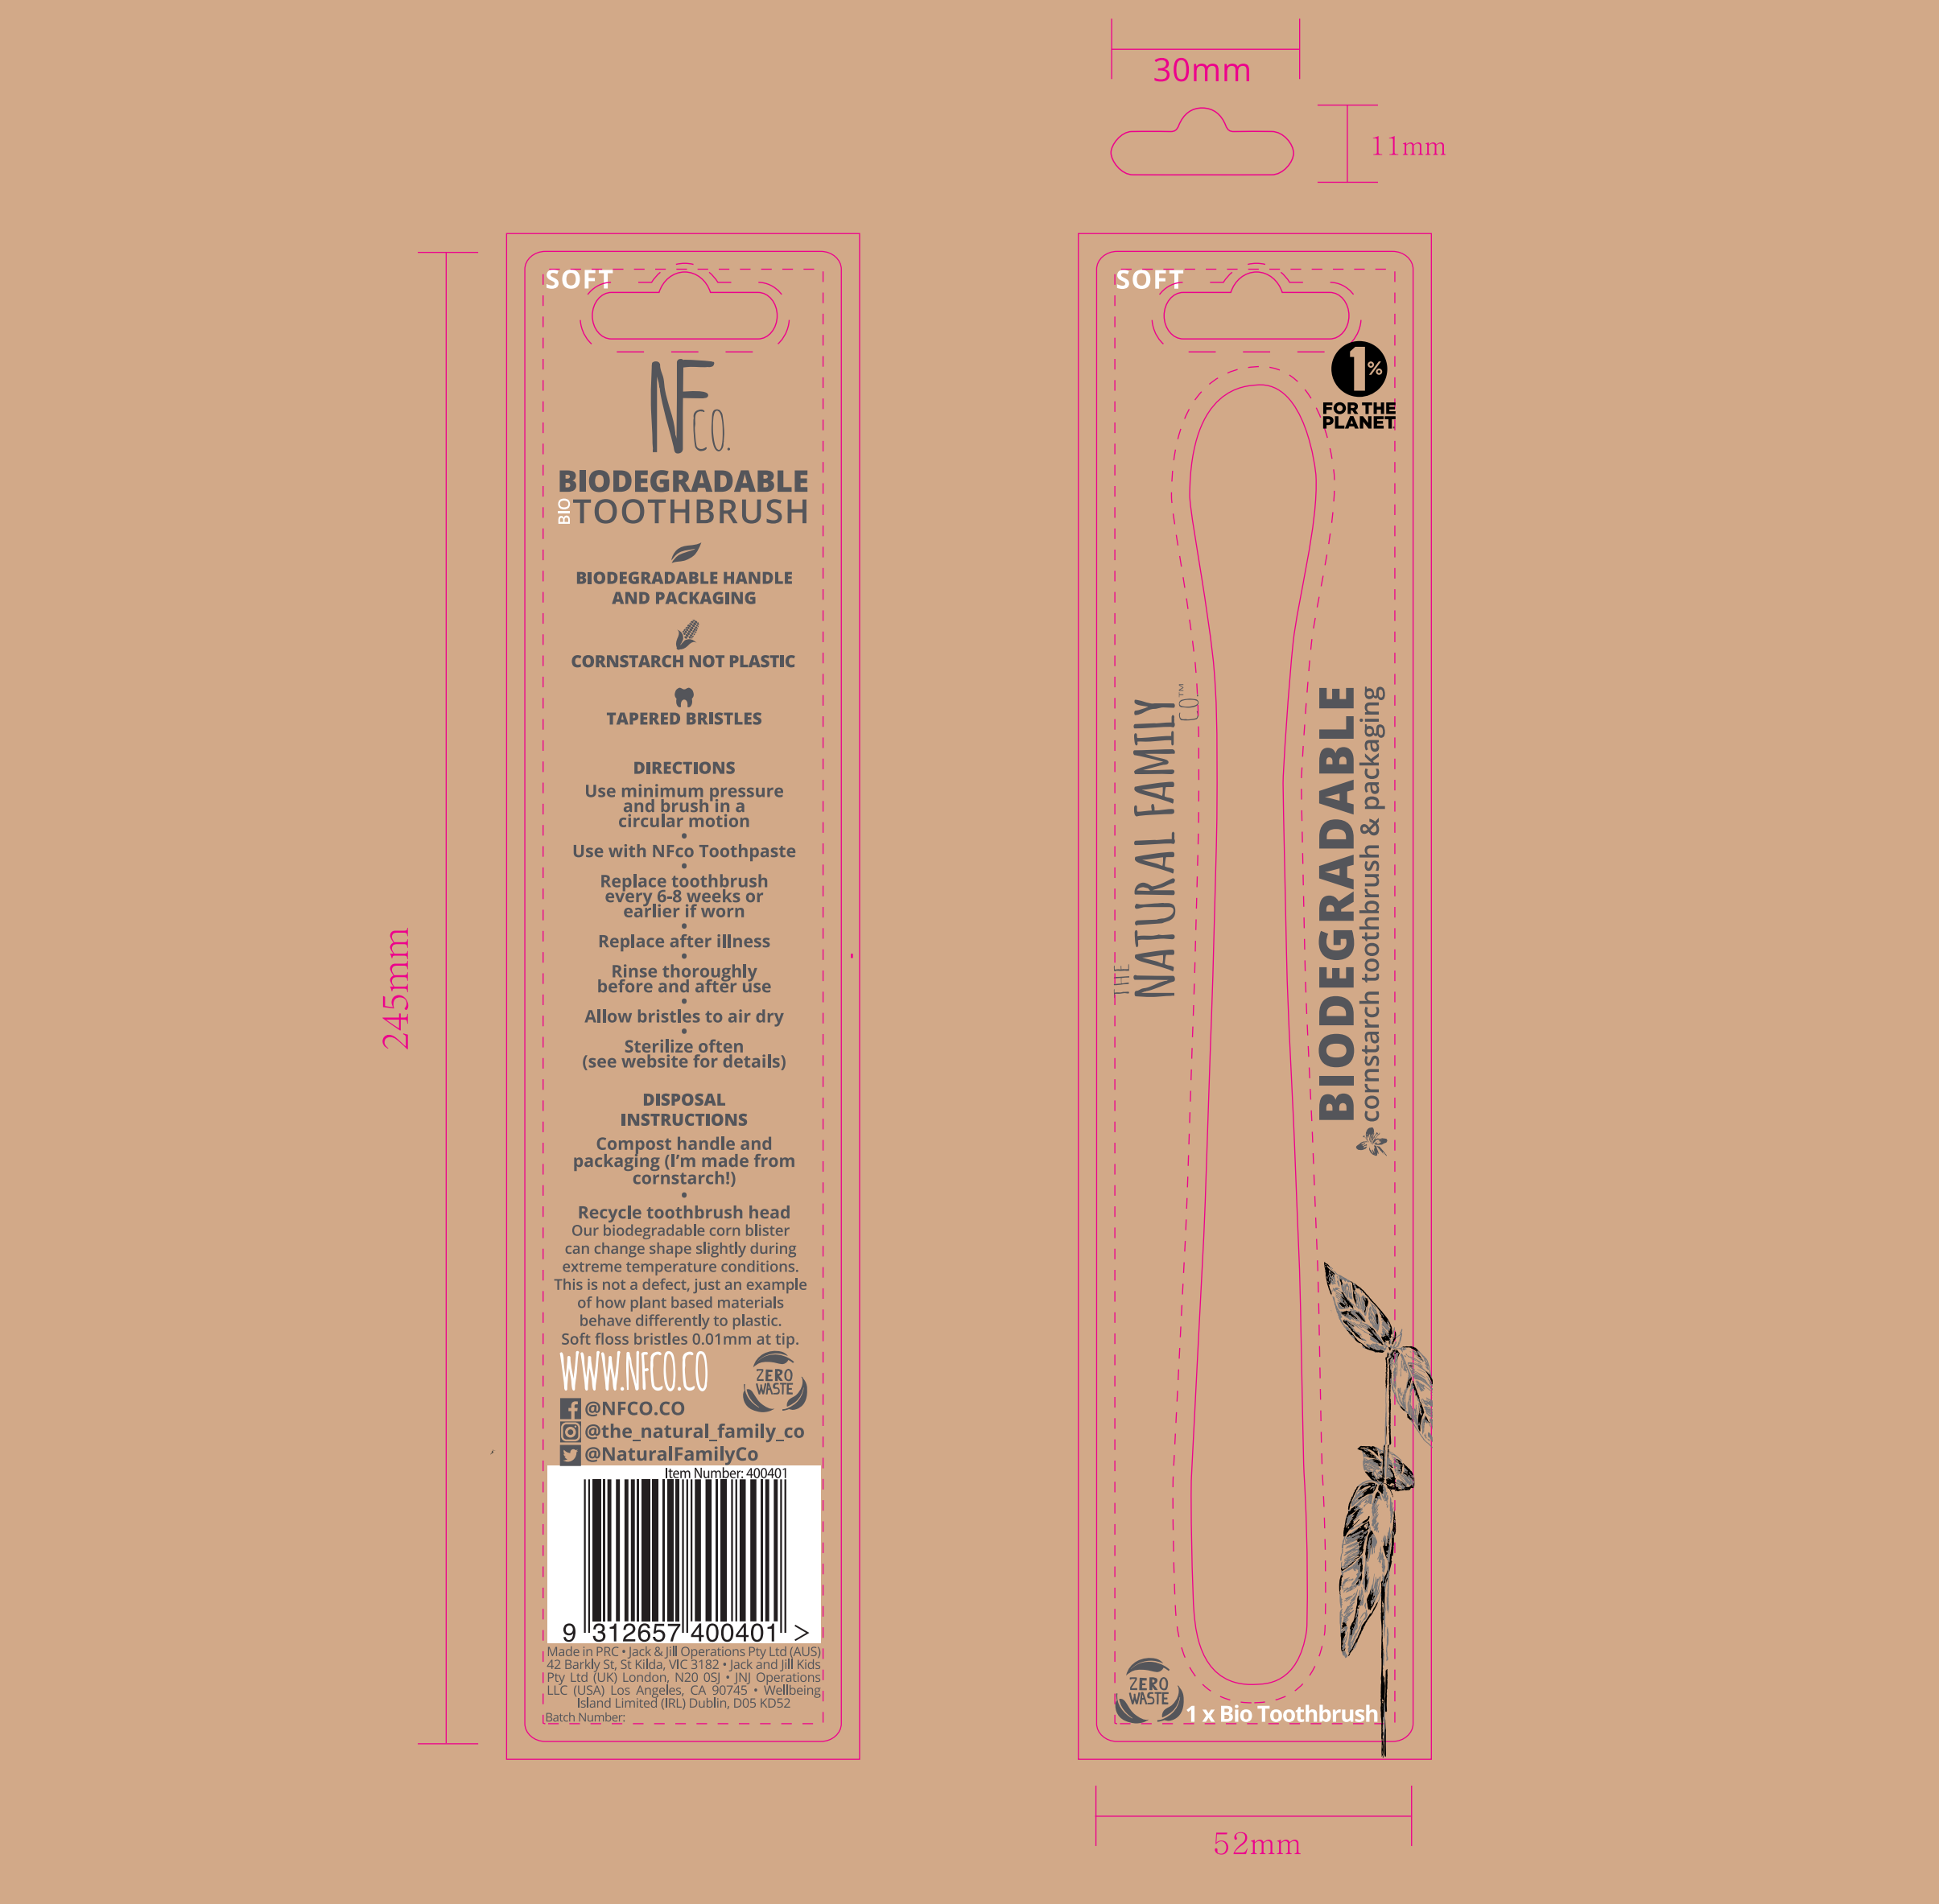 30mm
11mm
245mm
SOFT
NFCO.
BIODEGRADABLE
BIO TOOTHBRUSH
BIODEGRADABLE HANDLE
AND PACKAGING
CORNSTARCH NOT PLASTIC
TAPERED BRISTLES
DIRECTIONS
Use minimum pressure
and brush in a
circular motion
•
Use with NFco Toothpaste
•
Replace toothbrush
every 6-8 weeks or
earlier if worn
•
Replace after illness
•
Rinse thoroughly
before and after use
•
Allow bristles to air dry
•
Sterilize often
(see website for details)
DISPOSAL
INSTRUCTIONS
Compost handle and
packaging (I’m made from
cornstarch!)
•
Recycle toothbrush head
Our biodegradable corn blister
can change shape slightly during
extreme temperature conditions.
This is not a defect, just an example
of how plant based materials
behave differently to plastic.
Soft floss bristles 0.01mm at tip.
WWW.NFCO.CO
ZERO
WASTE
@NFCO.CO
@the_natural_family_co
@NaturalFamilyCo
Item Number: 400401
9 312657 400401 >
Made in PRC • Jack & Jill Operations Pty Ltd (AUS)
42 Barkly St, St Kilda, VIC 3182 • Jack and Jill Kids
Pty Ltd (UK) London, N20 0SJ • JNJ Operations
LLC (USA) Los Angeles, CA 90745 • Wellbeing
Island Limited (IRL) Dublin, D05 KD52
Batch Number:
SOFT
1%
FOR THE
PLANET
THE
NATURAL FAMILY
CO™
BIODEGRADABLE
cornstarch toothbrush & packaging
ZERO
WASTE
1 x Bio Toothbrush
52mm